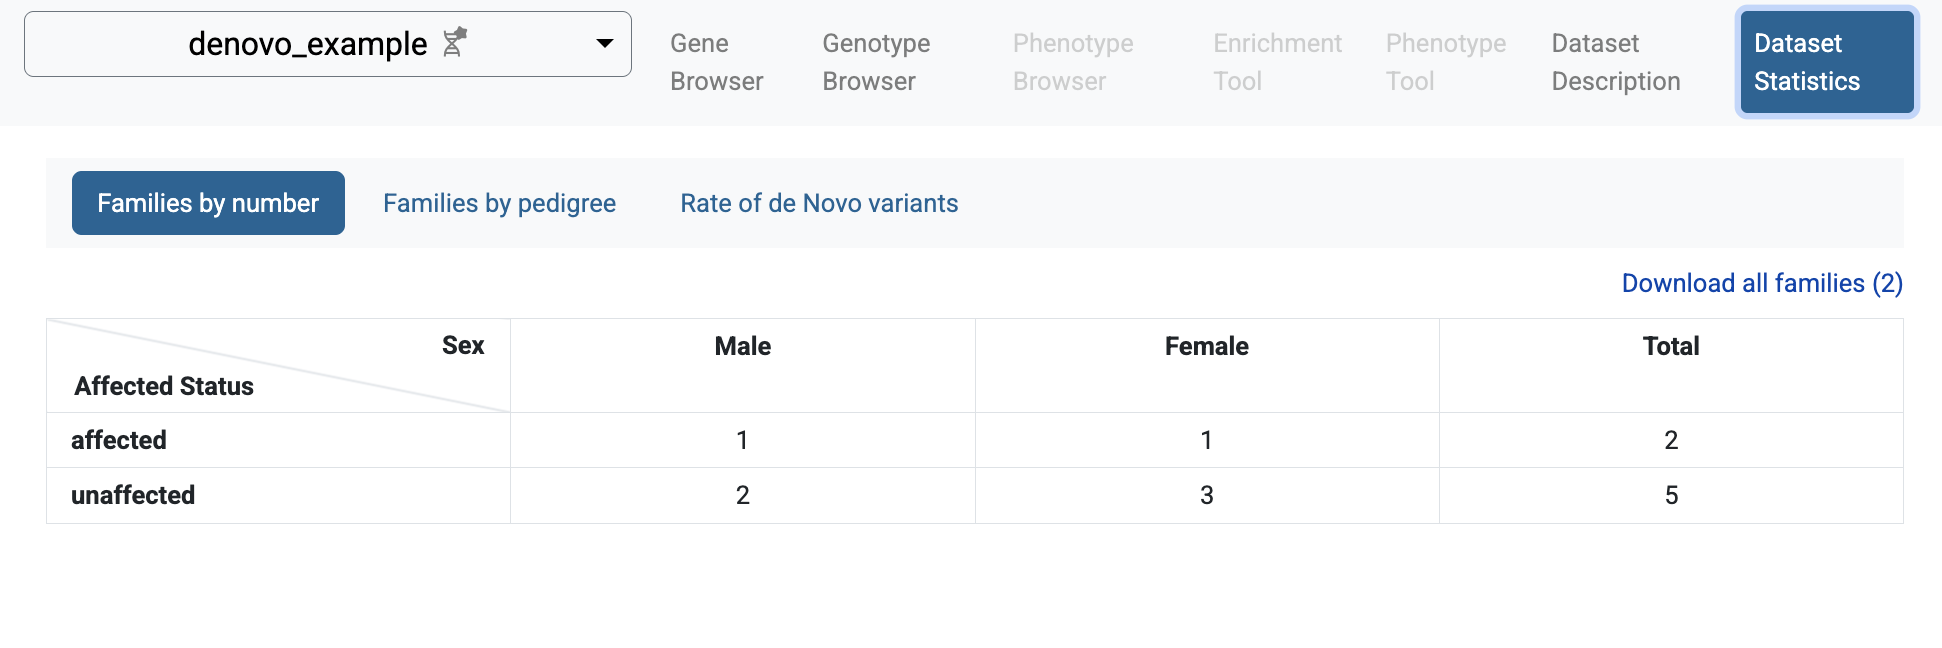 denovo_example
Gene Browser
Genotype Browser
Phenotype Browser
Enrichment Tool
Phenotype Tool
Dataset Description
Dataset Statistics
Families by number
Families by pedigree
Rate of de Novo variants
Download all families (2)
Sex
Affected Status
Male
Female
Total
affected 1 1 2
unaffected 2 3 5